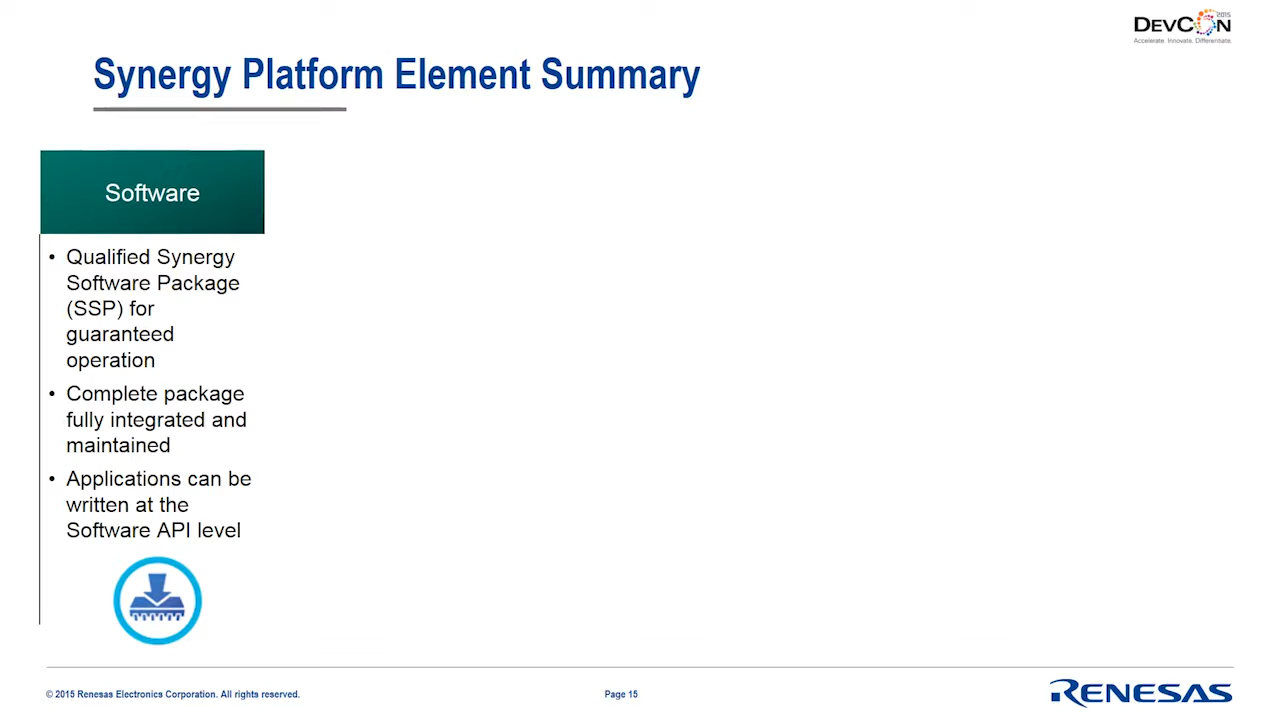 DevCon 2015
Accelerate. Innovate. Differentiate.
Synergy Platform Element Summary
Software
• Qualified Synergy
Software Package
(SSP) for
guaranteed
operation
• Complete package
fully integrated and
maintained
• Applications can be
written at the
Software API level
© 2015 Renesas Electronics Corporation. All rights reserved.
Page 15
RENESAS